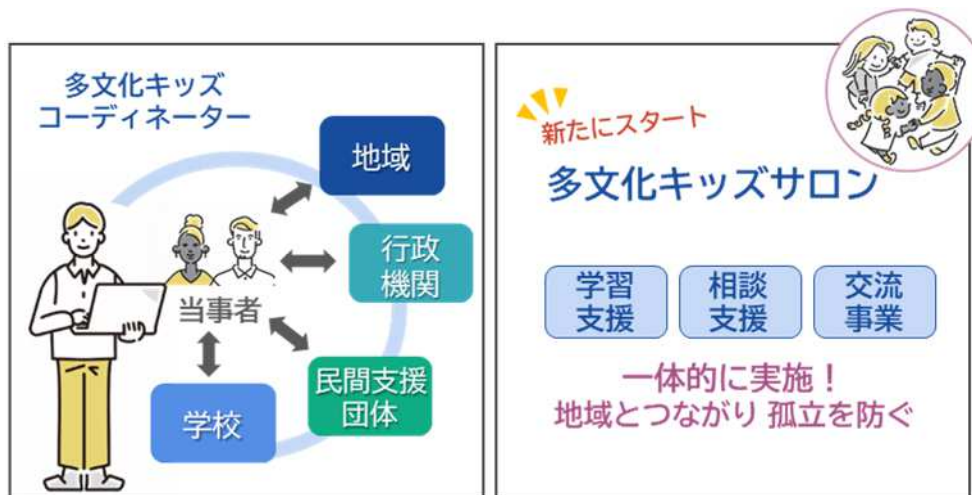 多文化キッズ
コーディネーター
地域
行政
機関
当事者
民間支援
団体
学校
新たにスタート
多文化キッズサロン
学習
支援
相談
支援
交流
事業
一体的に実施！
地域とつながり 孤立を防ぐ